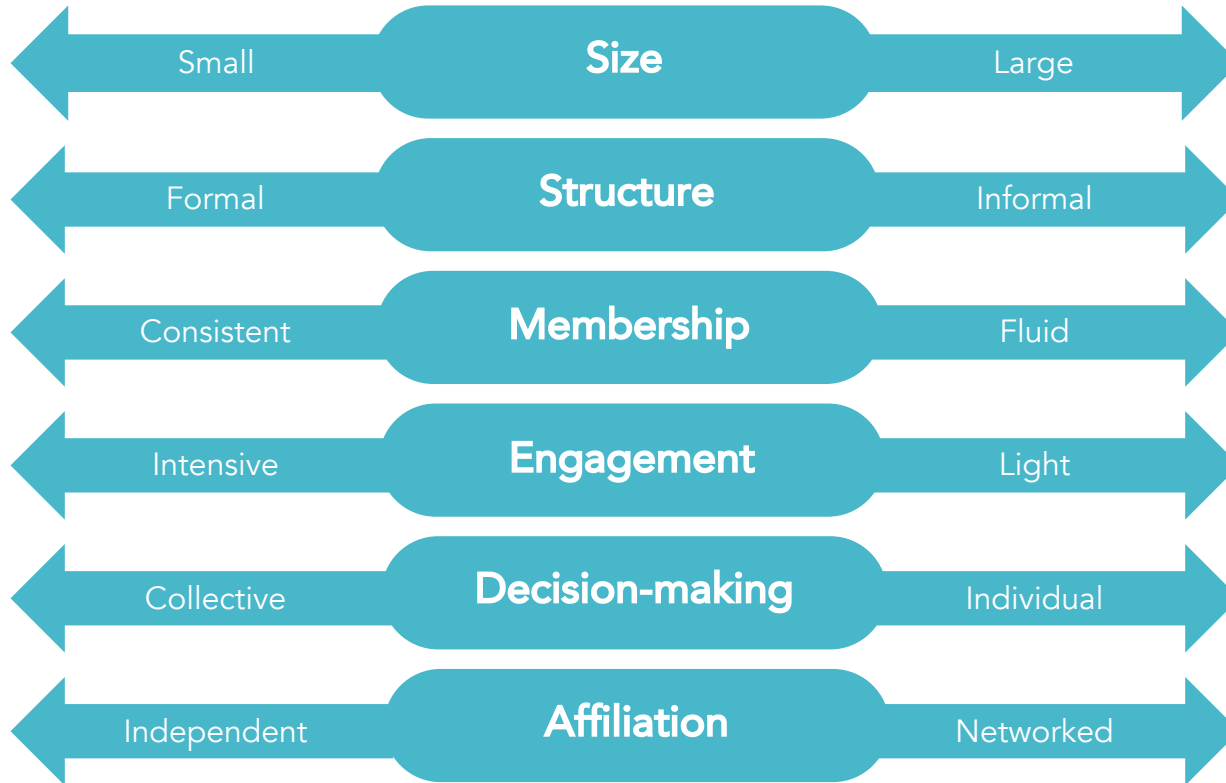 Small Size Large
Formal Structure Informal
Consistent Membership Fluid
Intensive Engagement Light
Collective Decision-making Individual
Independent Affiliation Networked